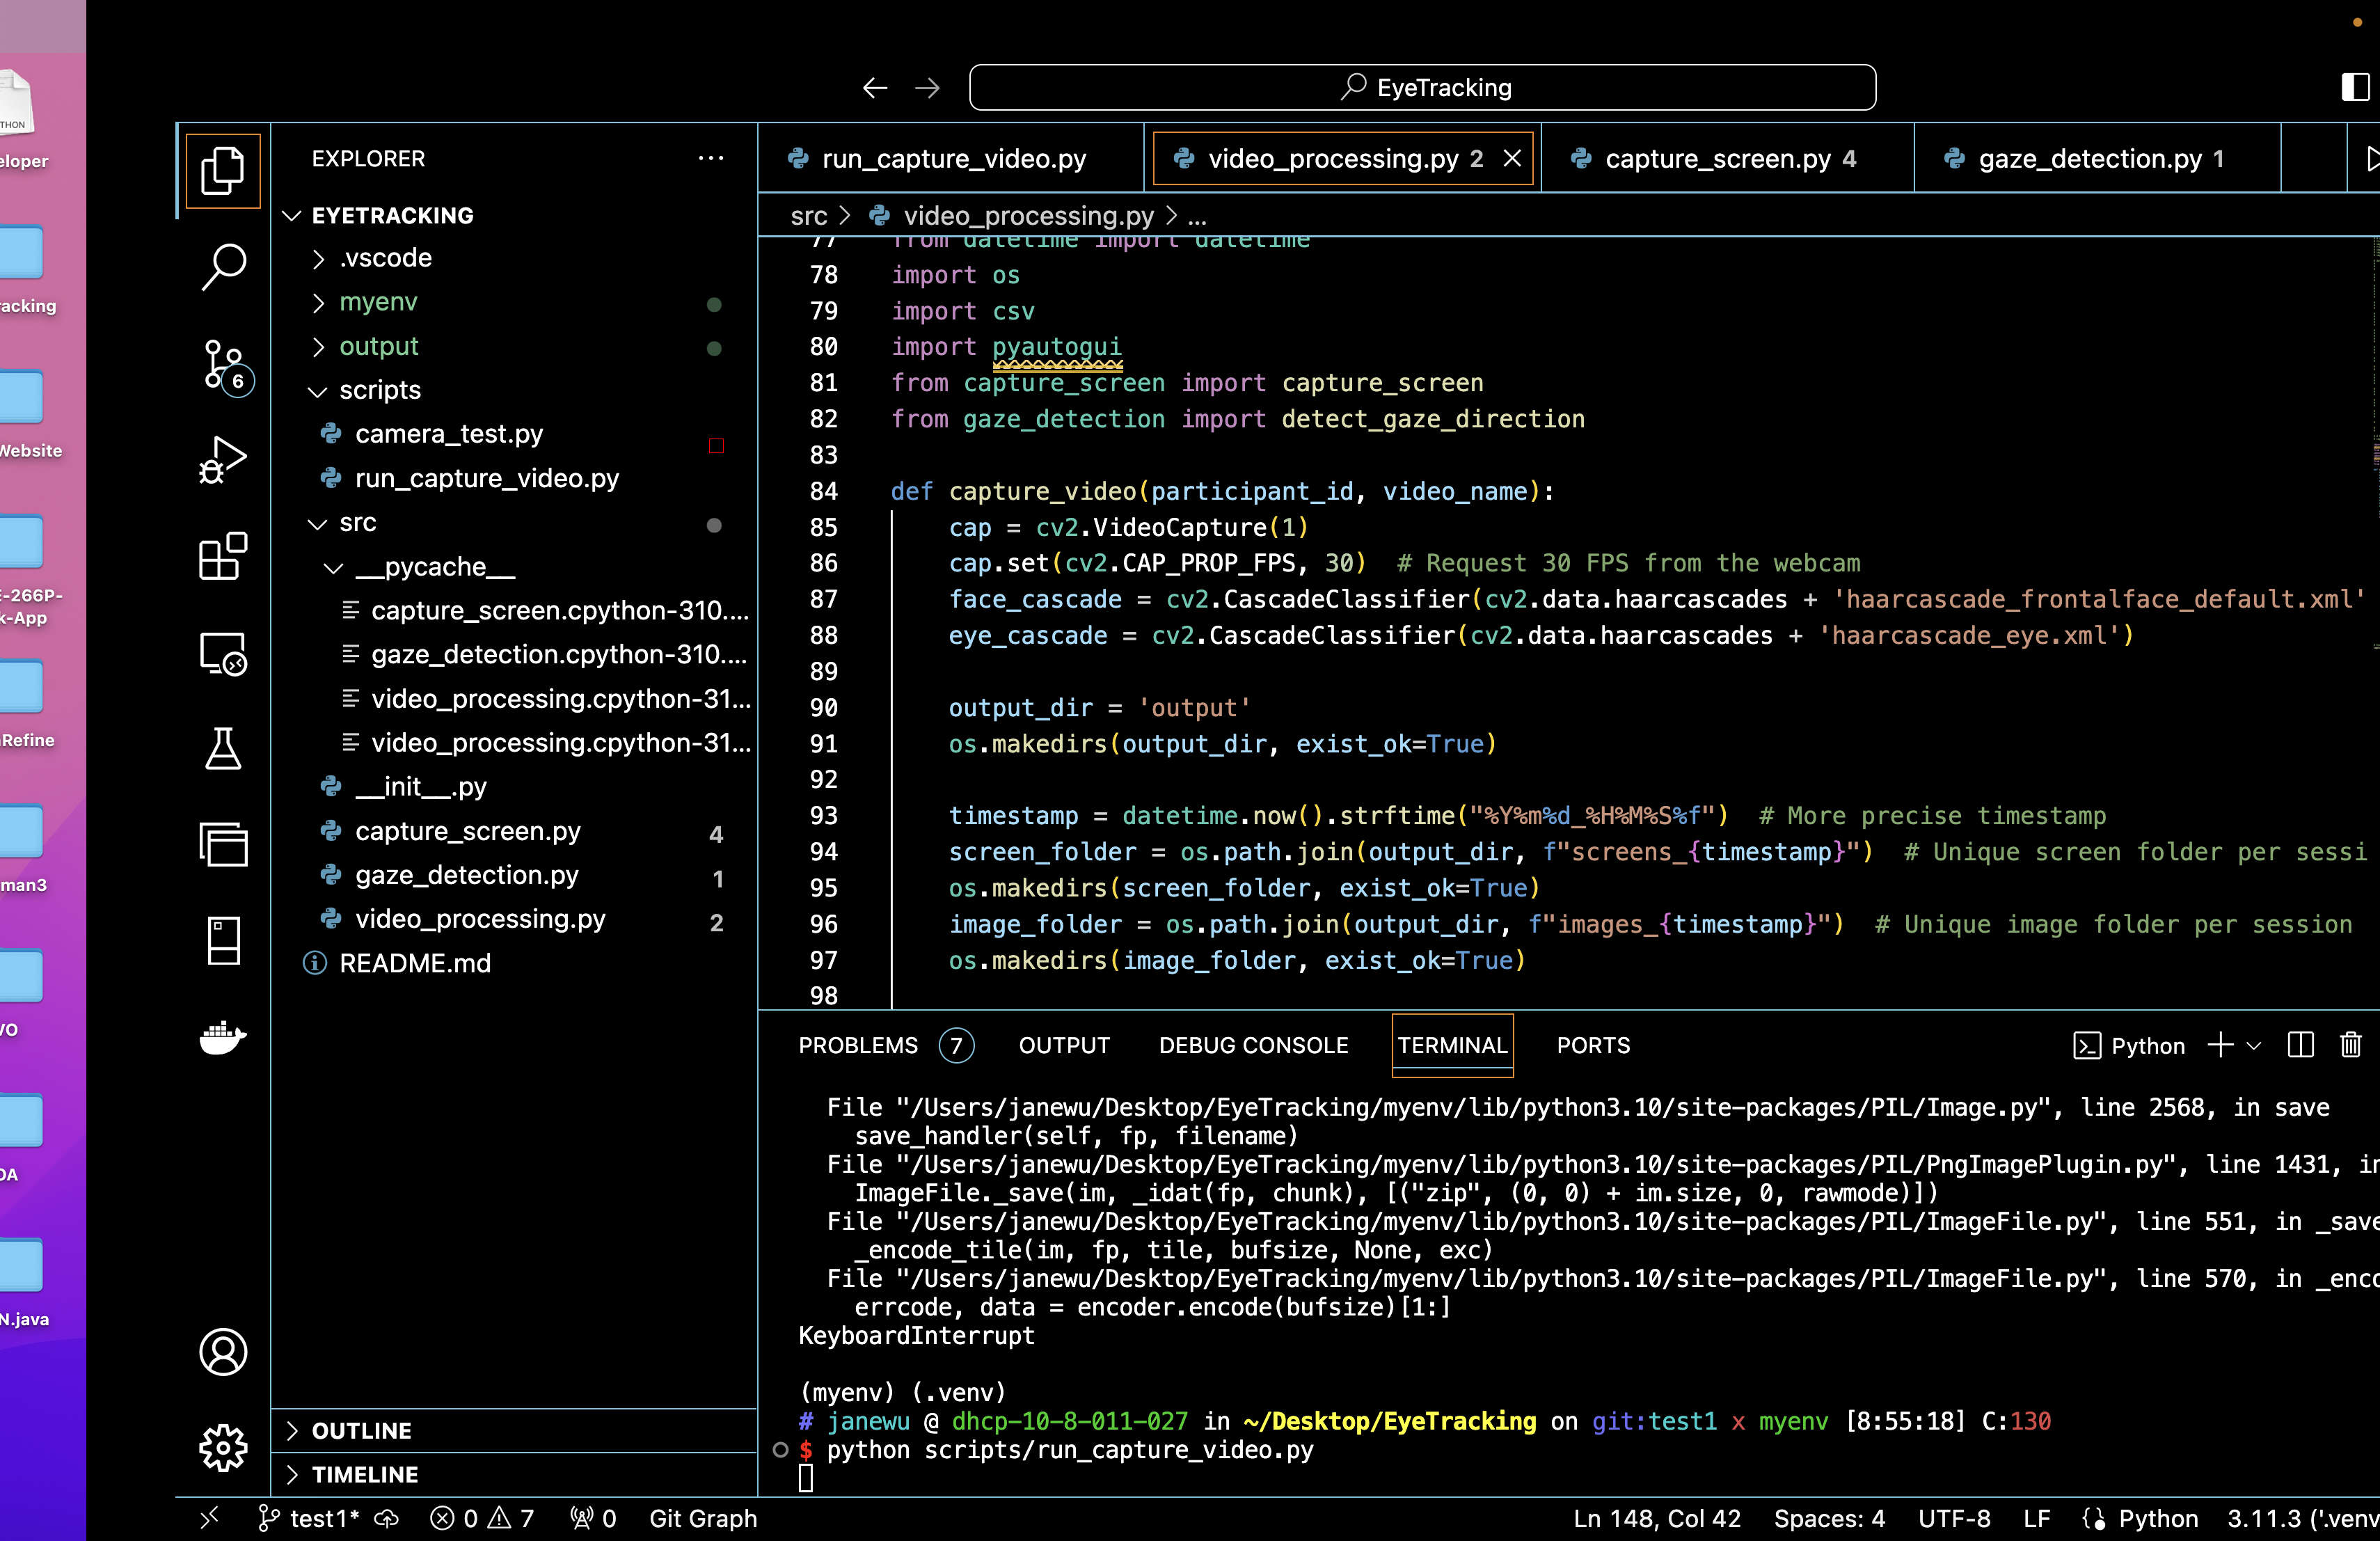 EyeTracking
THON
eloper
racking
Website
E-266P-
k-App
Refine
man3
VO
OA
N.java
EXPLORER
...
EYETRACKING
.vscode
myenv
output
scripts
camera_test.py
run_capture_video.py
src
__pycache__
capture_screen.cpython-310....
gaze_detection.cpython-310....
video_processing.cpython-31...
video_processing.cpython-31...
__init__.py
capture_screen.py 4
gaze_detection.py 1
video_processing.py 2
README.md
OUTLINE
TIMELINE
6
run_capture_video.py
video_processing.py 2
capture_screen.py 4
gaze_detection.py 1
src > video_processing.py > ...
77 from datetime import datetime
78 import os
79 import csv
80 import pyautogui
81 from capture_screen import capture_screen
82 from gaze_detection import detect_gaze_direction
83
84 def capture_video(participant_id, video_name):
85 cap = cv2.VideoCapture(1)
86 cap.set(cv2.CAP_PROP_FPS, 30) # Request 30 FPS from the webcam
87 face_cascade = cv2.CascadeClassifier(cv2.data.haarcascades + 'haarcascade_frontalface_default.xml'
88 eye_cascade = cv2.CascadeClassifier(cv2.data.haarcascades + 'haarcascade_eye.xml')
89
90 output_dir = 'output'
91 os.makedirs(output_dir, exist_ok=True)
92
93 timestamp = datetime.now().strftime("%Y%m%d_%H%M%S%f") # More precise timestamp
94 screen_folder = os.path.join(output_dir, f"screens_{timestamp}") # Unique screen folder per sessi
95 os.makedirs(screen_folder, exist_ok=True)
96 image_folder = os.path.join(output_dir, f"images_{timestamp}") # Unique image folder per session
97 os.makedirs(image_folder, exist_ok=True)
98
PROBLEMS 7 OUTPUT DEBUG CONSOLE TERMINAL PORTS
Python
File "/Users/janewu/Desktop/EyeTracking/myenv/lib/python3.10/site-packages/PIL/Image.py", line 2568, in save
save_handler(self, fp, filename)
File "/Users/janewu/Desktop/EyeTracking/myenv/lib/python3.10/site-packages/PIL/PngImagePlugin.py", line 1431, in
ImageFile._save(im, _idat(fp, chunk), [("zip", (0, 0) + im.size, 0, rawmode)])
File "/Users/janewu/Desktop/EyeTracking/myenv/lib/python3.10/site-packages/PIL/ImageFile.py", line 551, in _save
_encode_tile(im, fp, tile, bufsize, None, exc)
File "/Users/janewu/Desktop/EyeTracking/myenv/lib/python3.10/site-packages/PIL/ImageFile.py", line 570, in _enco
errcode, data = encoder.encode(bufsize)[1:]
KeyboardInterrupt
(myenv) (.venv)
# janewu @ dhcp-10-8-011-027 in ~/Desktop/EyeTracking on git:test1 x myenv [8:55:18] C:130
$ python scripts/run_capture_video.py
test1* 0 7 0 Git Graph Ln 148, Col 42 Spaces: 4 UTF-8 LF Python 3.11.3 ('.venv